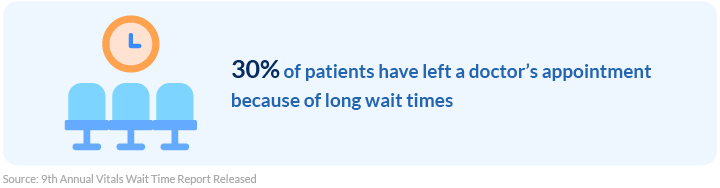 30% of patients have left a doctor’s appointment
because of long wait times
Source: 9th Annual Vitals Wait Time Report Released